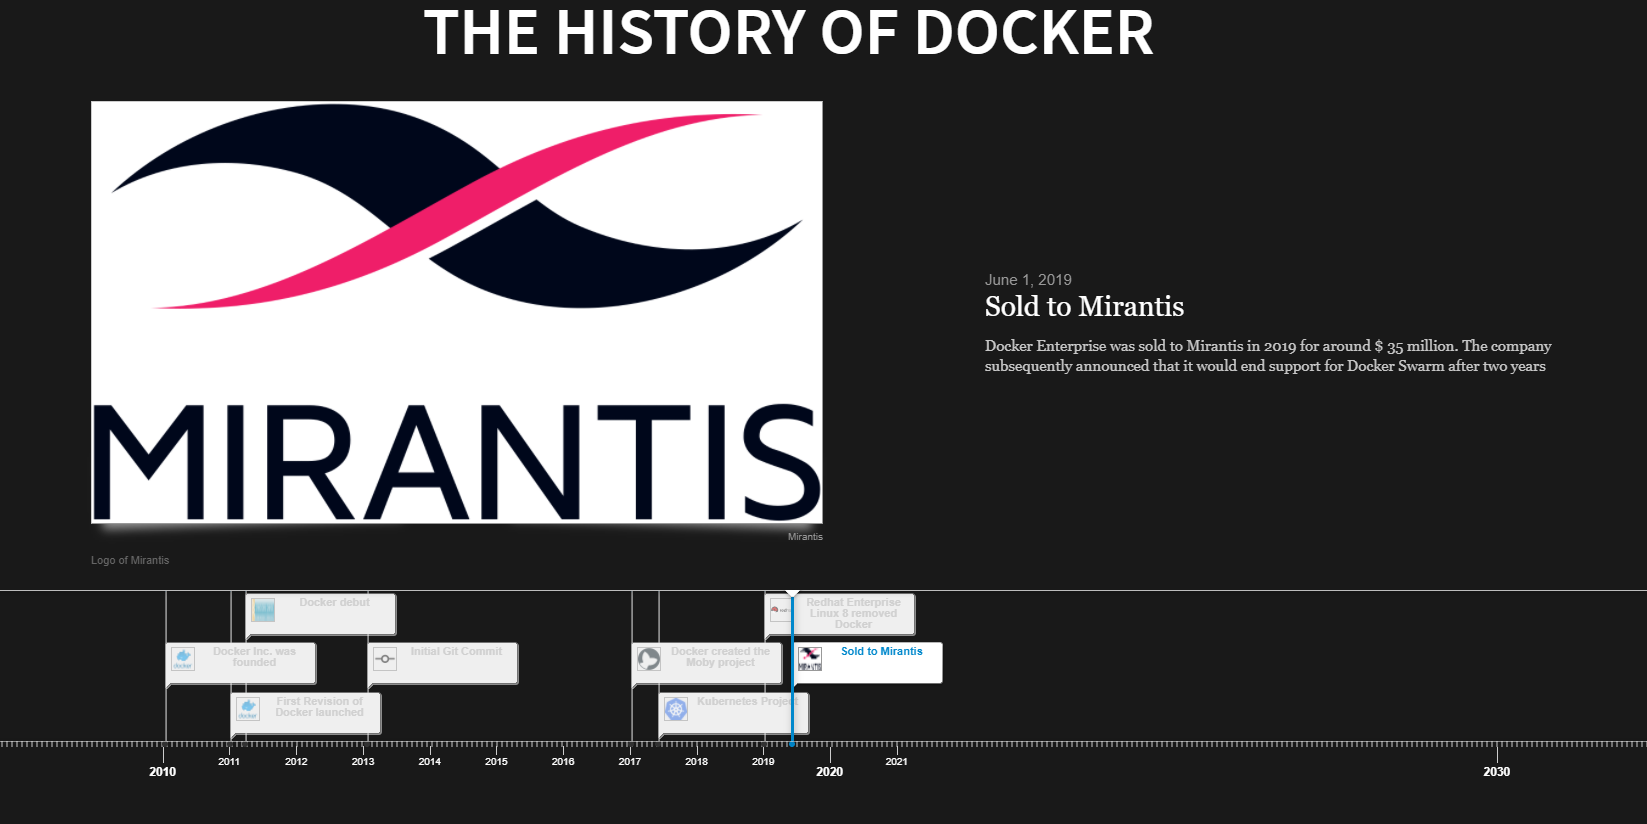 THE HISTORY OF DOCKER
MIRANTIS
Mirantis
Logo of Mirantis
June 1, 2019
Sold to Mirantis
Docker Enterprise was sold to Mirantis in 2019 for around $ 35 million. The company
subsequently announced that it would end support for Docker Swarm after two years
Docker debut
Redhat Enterprise
Linux 8 removed
Docker
docker
Docker Inc. was
founded
Initial Git Commit
Docker created the
Moby project
MIRANTIS
Sold to Mirantis
docker
First Revision of
Docker launched
Kubernetes Project
2010
2011
2012
2013
2014
2015
2016
2017
2018
2019
2020
2021
2030